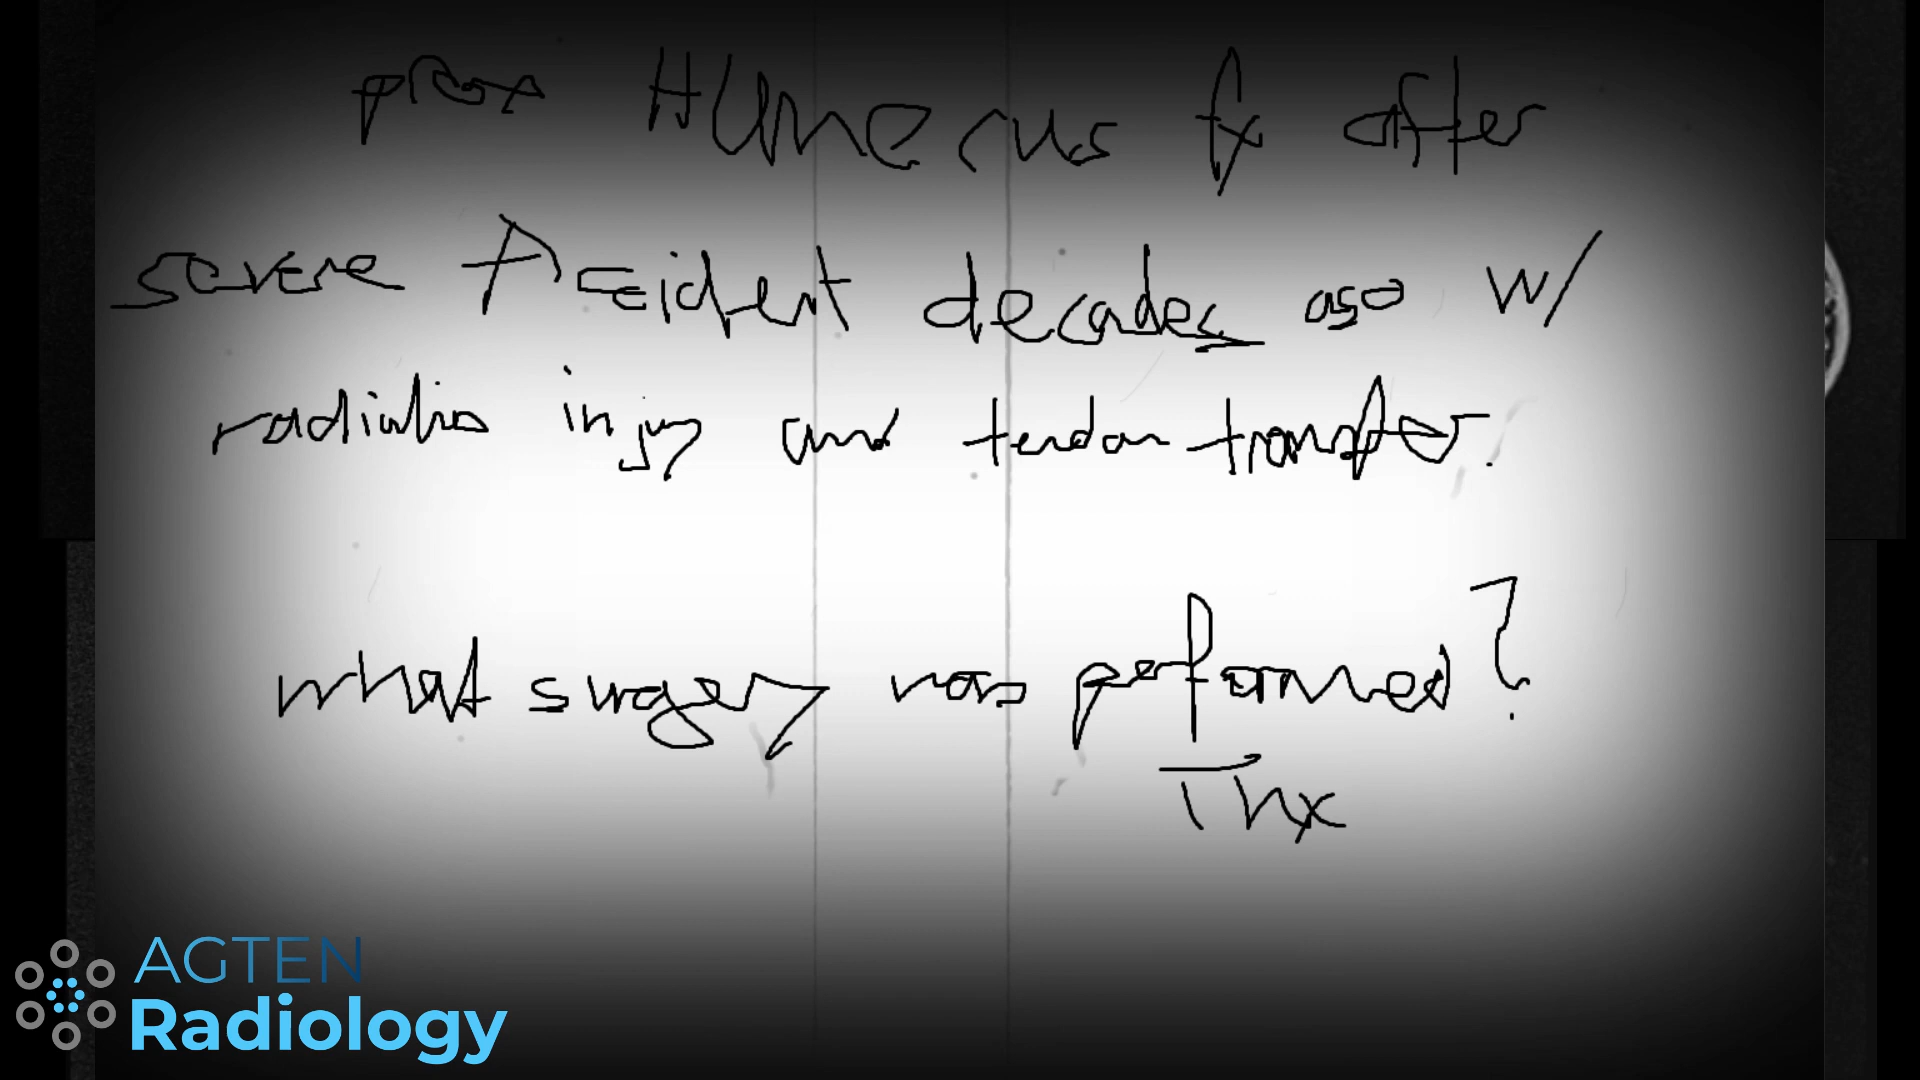 prox Humerus fx after
severe Accident decades ago w/
radialis injury and tendon transfer.
what surgery was performed?
Thx
AGTEN
Radiology